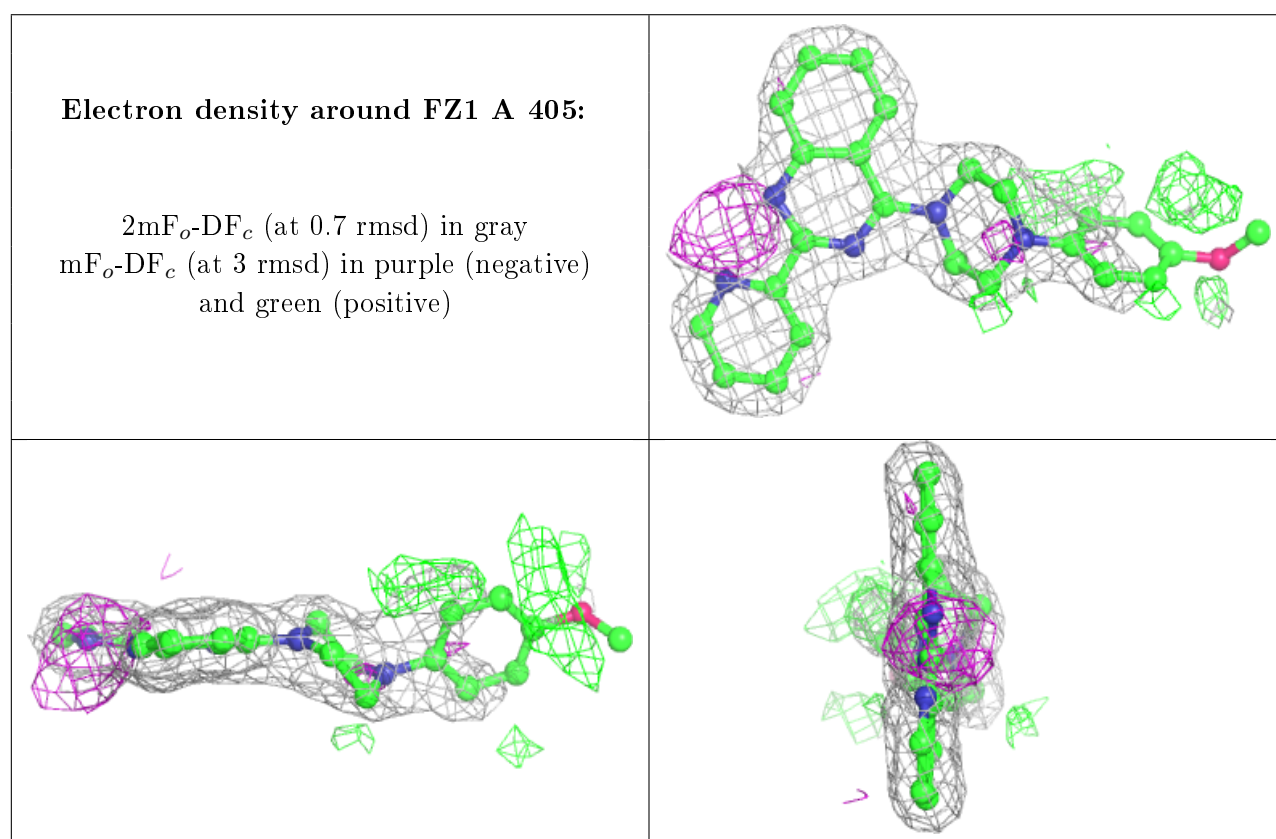 Electron density around FZ1 A 405:
2mFo-DFc (at 0.7 rmsd) in gray
mFo-DFc (at 3 rmsd) in purple (negative)
and green (positive)